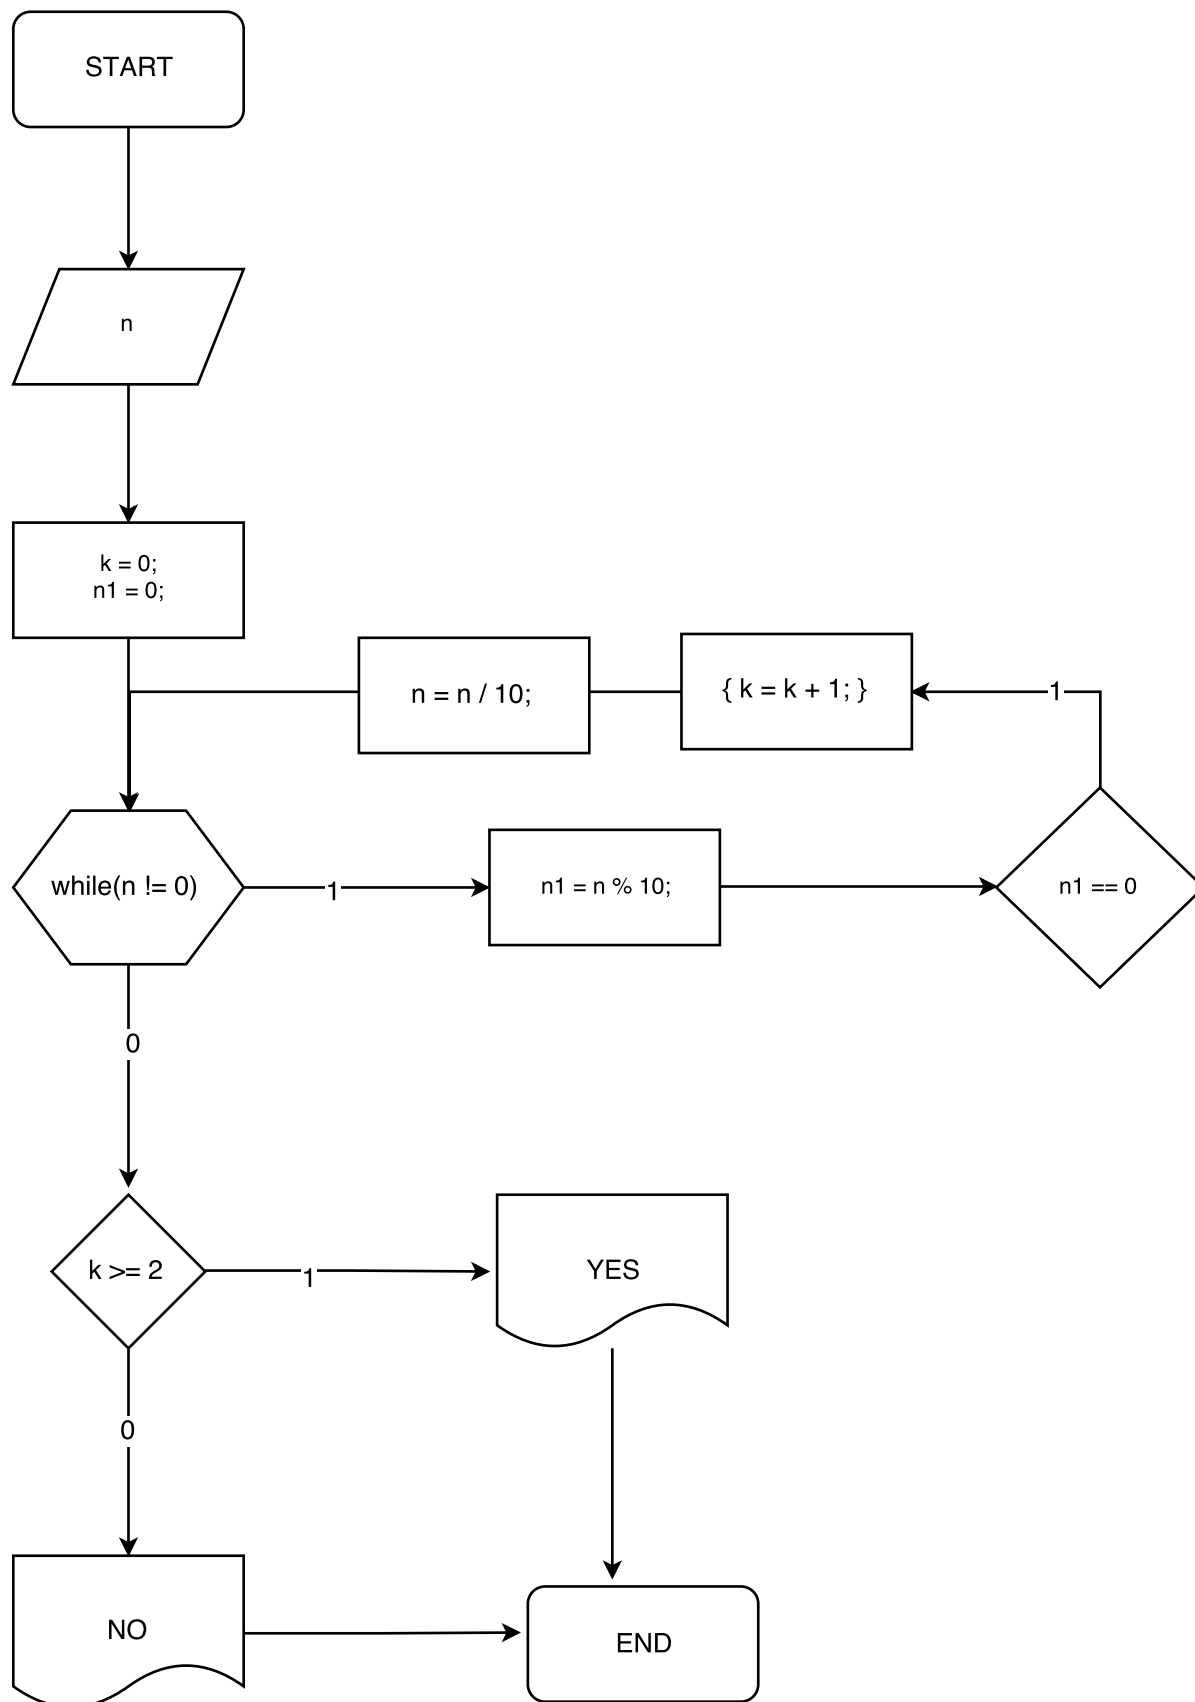 START
n
k = 0;
n1 = 0;
n = n / 10;
{ k = k + 1; }
1
while(n != 0)
1
n1 = n % 10;
n1 == 0
0
k >= 2
1
YES
0
NO
END